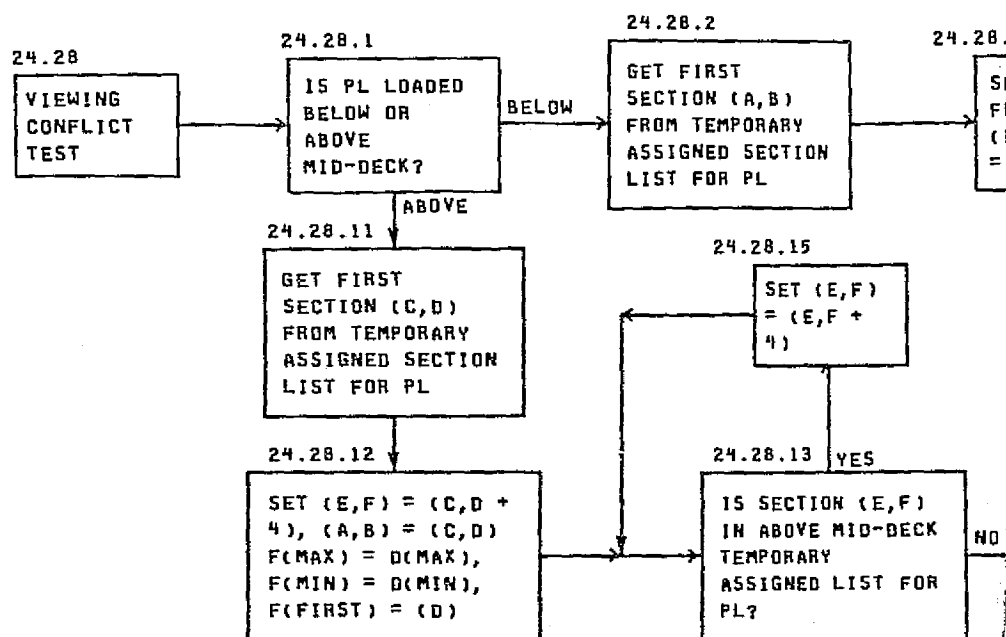 24.28
VIEWING
CONFLICT
TEST
24.28.1
IS PL LOADED
BELOW OR
ABOVE
MID-DECK?
BELOW
ABOVE
24.28.2
GET FIRST
SECTION (A,B)
FROM TEMPORARY
ASSIGNED SECTION
LIST FOR PL
24.28.
(
=
24.28.11
GET FIRST
SECTION (C,D)
FROM TEMPORARY
ASSIGNED SECTION
LIST FOR PL
24.28.15
SET (E,F)
= (E,F +
4)
24.28.12
SET (E,F) = (C,D +
4), (A,B) = (C,D)
F(MAX) = D(MAX),
F(MIN) = D(MIN),
F(FIRST) = (D)
24.28.13
YES
IS SECTION (E,F)
IN ABOVE MID-DECK
TEMPORARY
ASSIGNED LIST FOR
PL?
NO